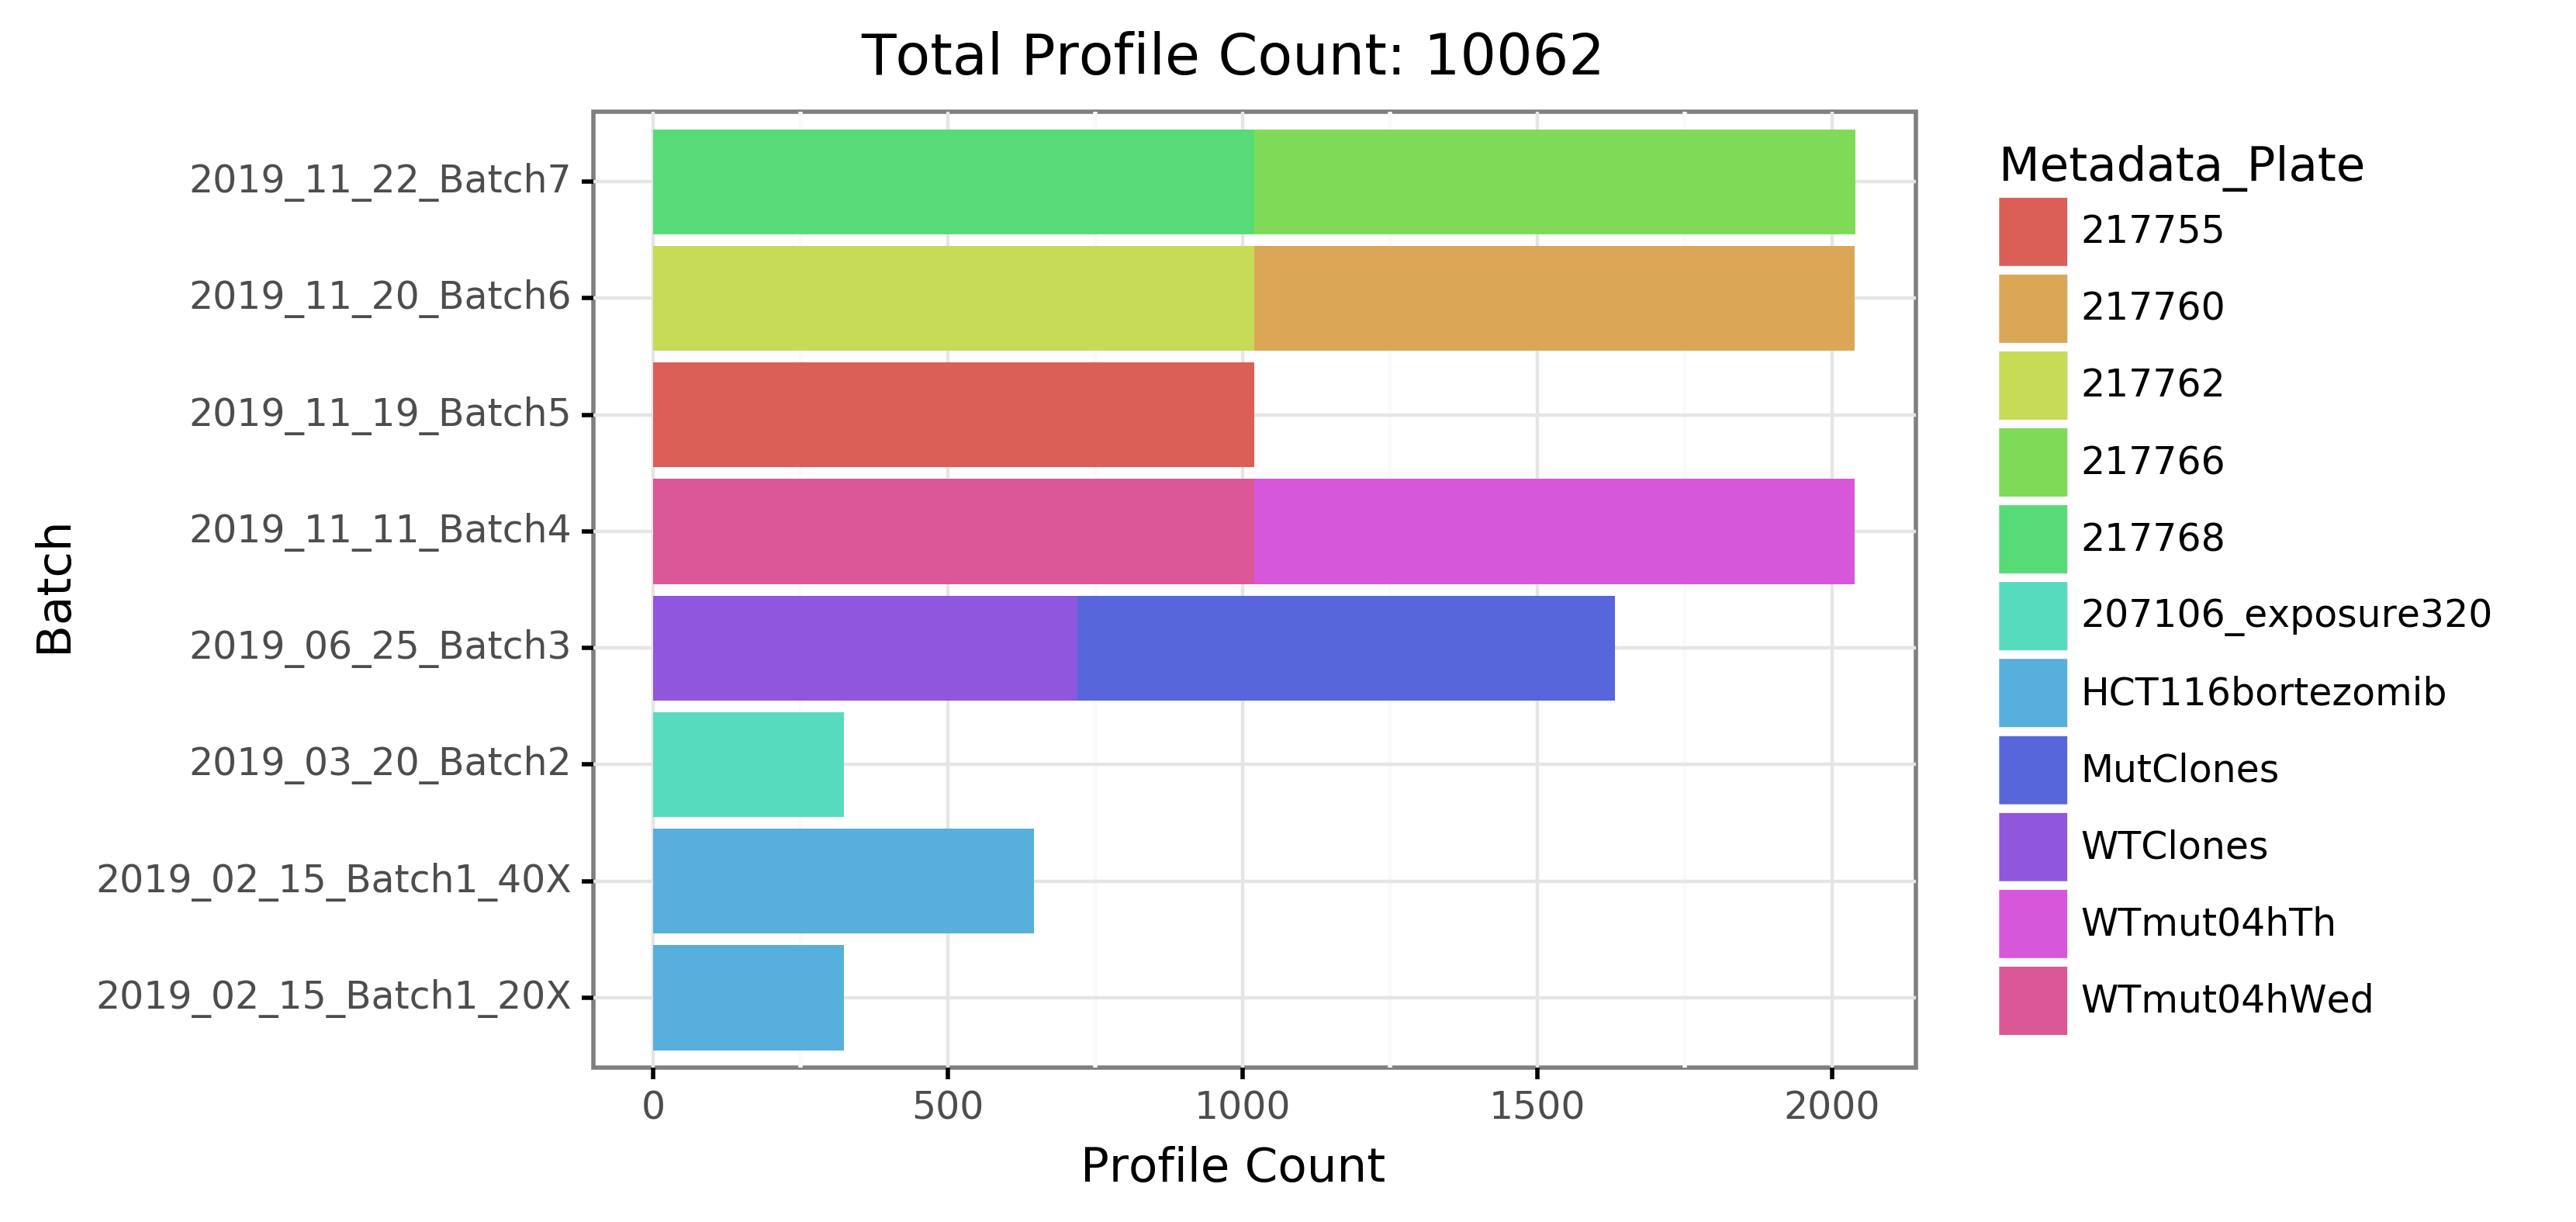 Total Profile Count: 10062
Batch
2019_11_22_Batch7
2019_11_20_Batch6
2019_11_19_Batch5
2019_11_11_Batch4
2019_06_25_Batch3
2019_03_20_Batch2
2019_02_15_Batch1_40X
2019_02_15_Batch1_20X
0 500 1000 1500 2000
Profile Count
Metadata_Plate
217755
217760
217762
217766
217768
207106_exposure320
HCT116bortezomib
MutClones
WTClones
WTmut04hTh
WTmut04hWed